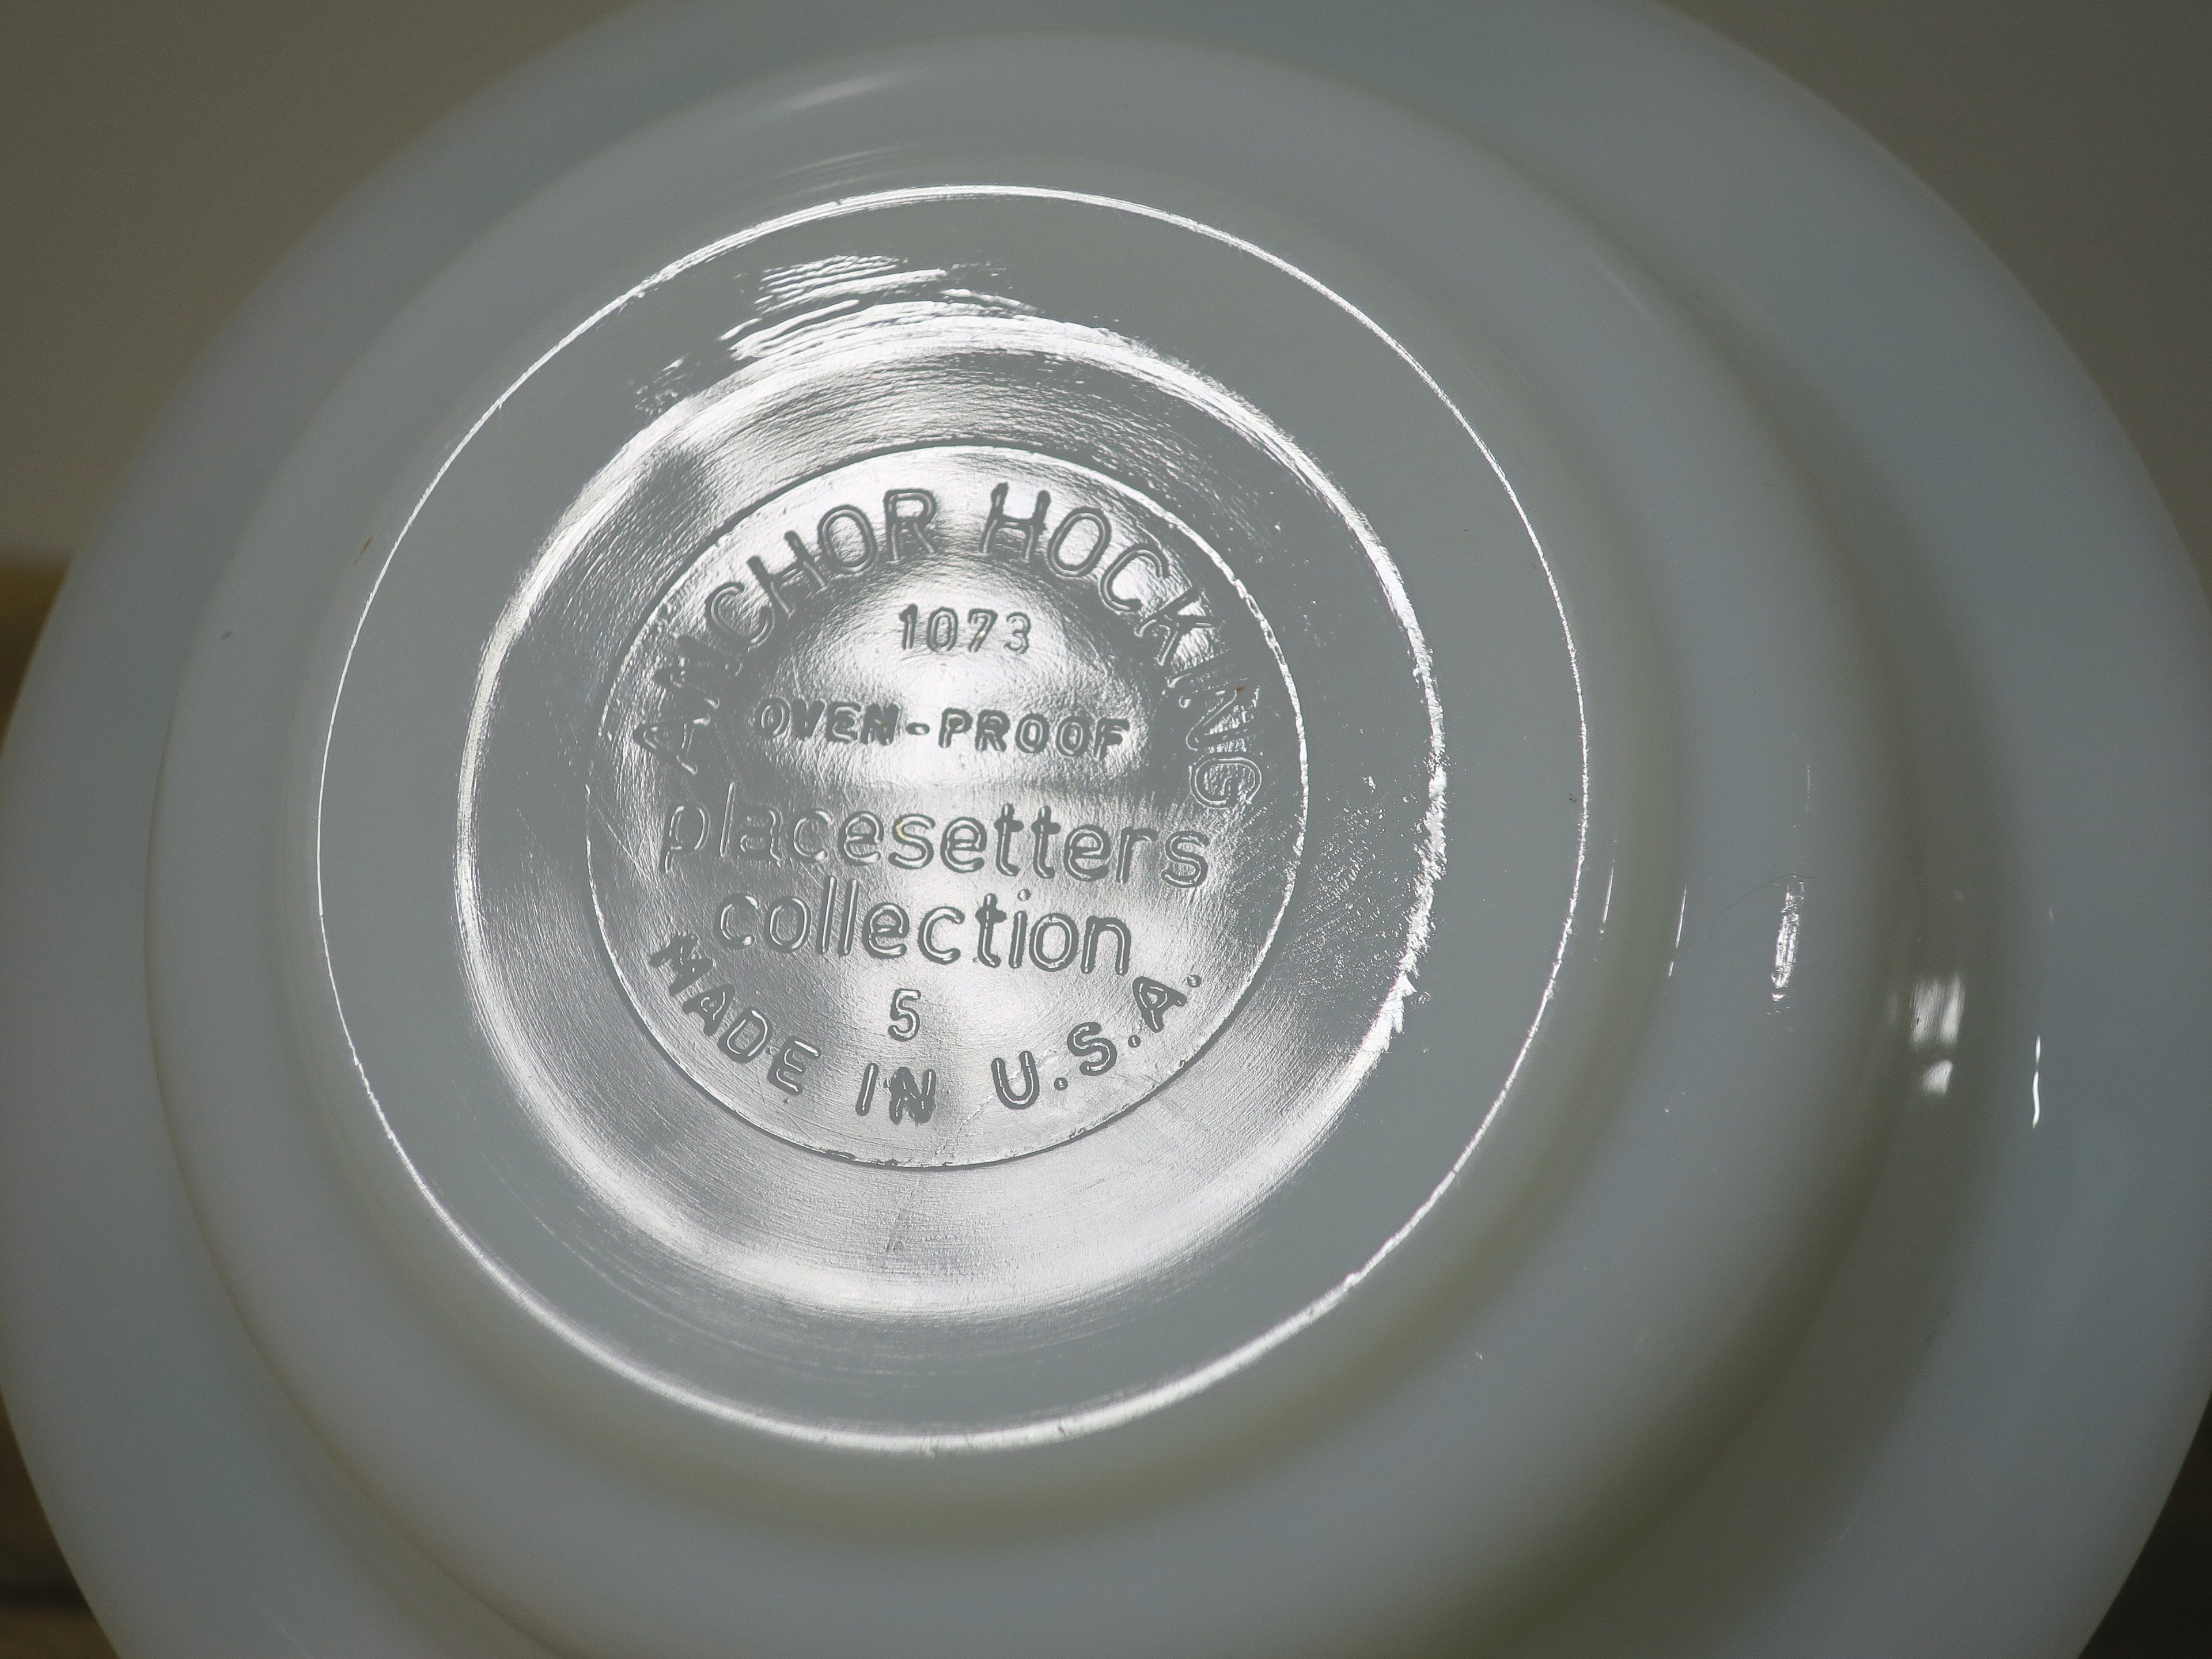 ANCHOR HOCKING
1073
OVEN-PROOF
placesetters
collection
5
MADE IN U.S.A.